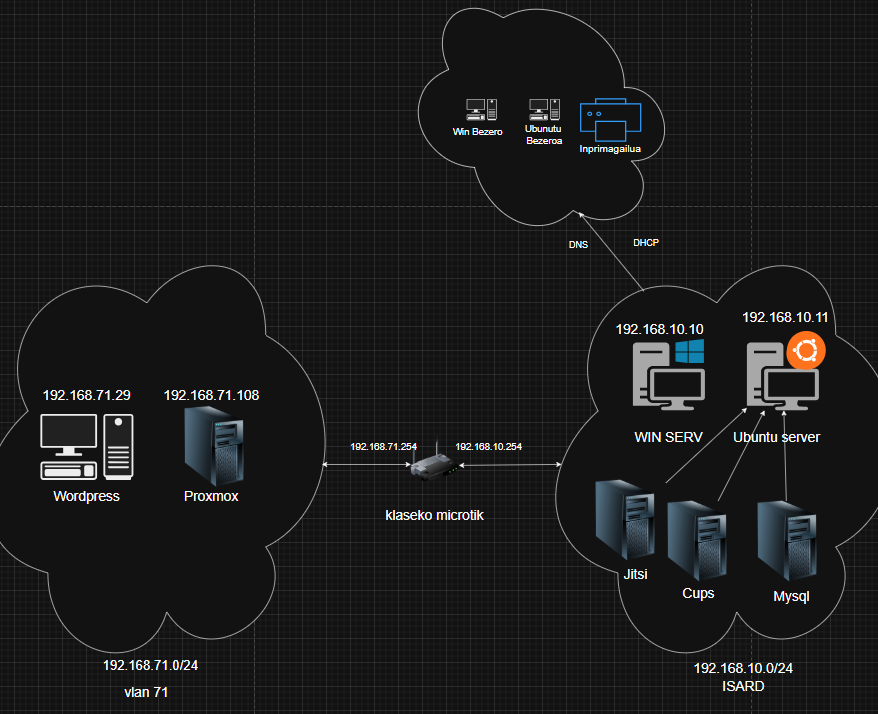 Win Bezero
Ubunutu
Bezeroa
Inprimagailua
DNS
DHCP
192.168.10.10
192.168.10.11
WIN SERV
Ubuntu server
192.168.71.29
192.168.71.108
Wordpress
Proxmox
192.168.71.254
192.168.10.254
klaseko microtik
Jitsi
Cups
Mysql
192.168.71.0/24
vlan 71
192.168.10.0/24
ISARD